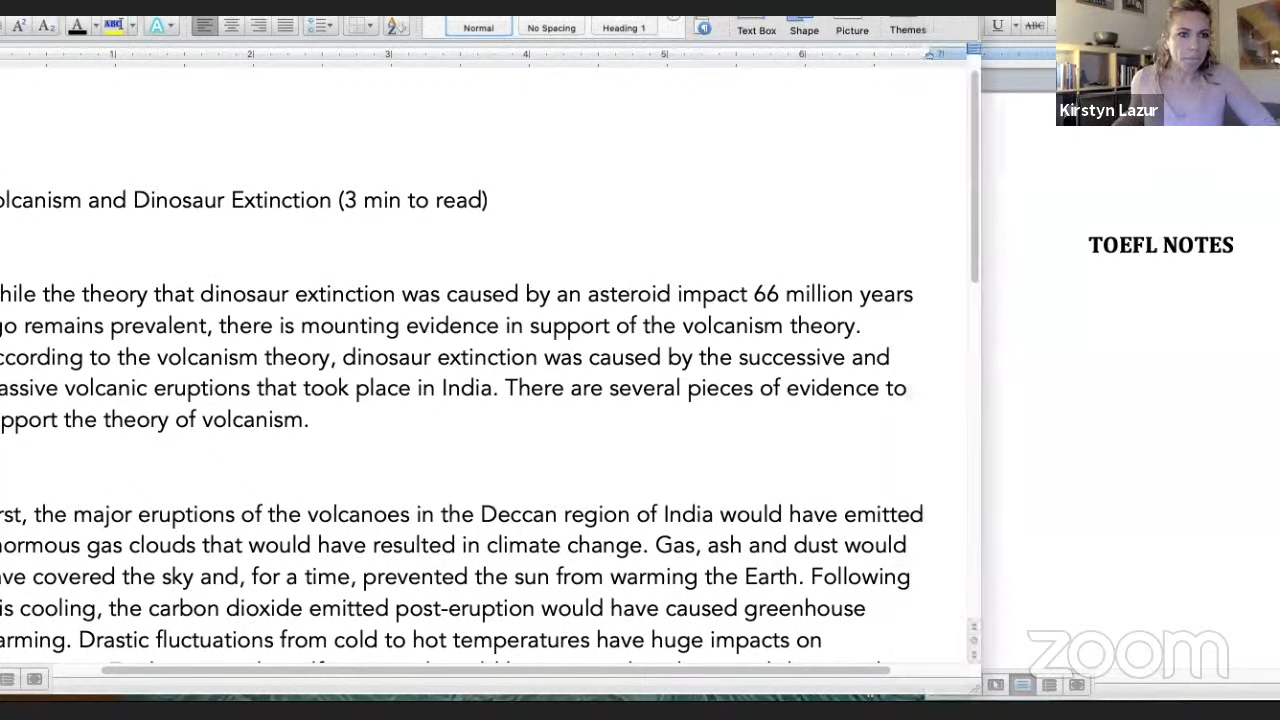 Normal
No Spacing
Heading 1
Text Box
Shape
Picture
Themes
U
ABC
Kirstyn Lazur
1
2
3
4
5
6
7
olcanism and Dinosaur Extinction (3 min to read)
hile the theory that dinosaur extinction was caused by an asteroid impact 66 million years
go remains prevalent, there is mounting evidence in support of the volcanism theory.
ccording to the volcanism theory, dinosaur extinction was caused by the successive and
assive volcanic eruptions that took place in India. There are several pieces of evidence to
pport the theory of volcanism.
rst, the major eruptions of the volcanoes in the Deccan region of India would have emitted
normous gas clouds that would have resulted in climate change. Gas, ash and dust would
ave covered the sky and, for a time, prevented the sun from warming the Earth. Following
is cooling, the carbon dioxide emitted post-eruption would have caused greenhouse
arming. Drastic fluctuations from cold to hot temperatures have huge impacts on
TOEFL NOTES
zoom